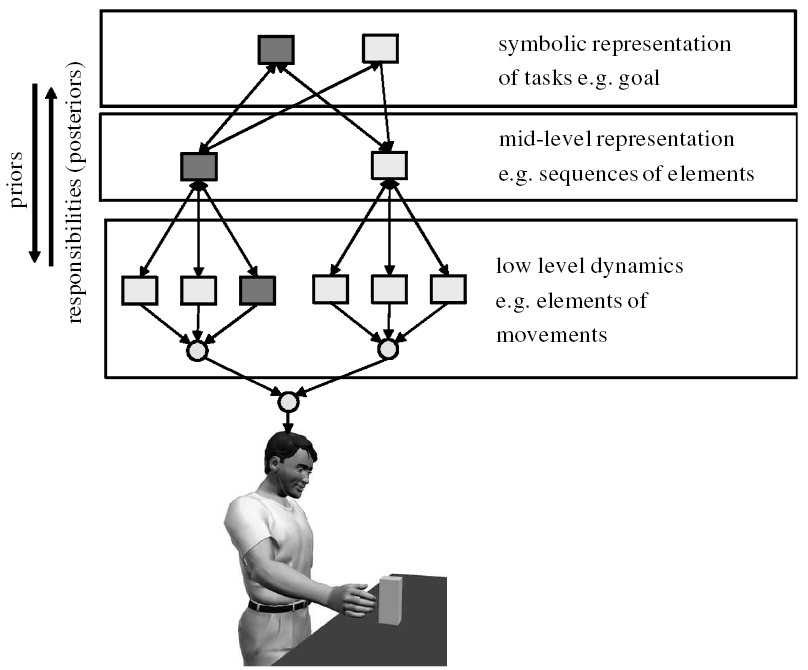 symbolic representation
of tasks e.g. goal
mid-level representation
e.g. sequences of elements
low level dynamics
e.g. elements of
movements
priors
responsibilities (posteriors)